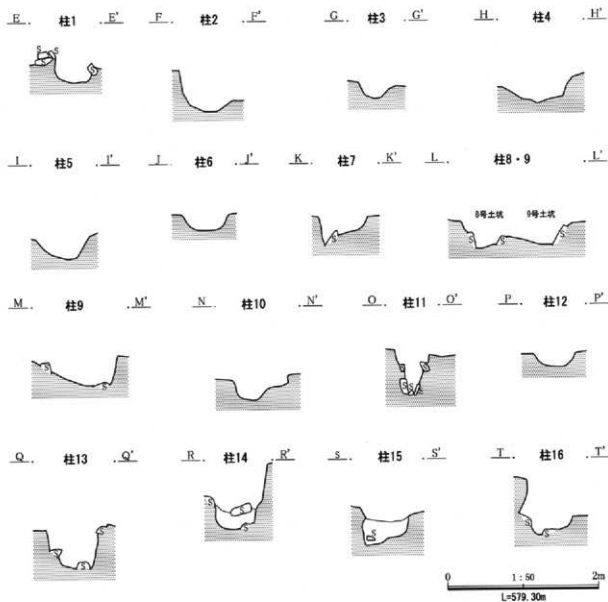 E 柱1 E' F 柱2 F' G 柱3 G' H 柱4 H'
S S
S S
I 柱5 I' J 柱6 J' K 柱7 K' L 柱8・9 L'
8号土坑 9号土坑
S S S S
M 柱9 M' N 柱10 N' O 柱11 O' P 柱12 P'
S S S S
Q 柱13 Q' R 柱14 R' S 柱15 S' T 柱16 T'
S S S
S S S S S S
0 1:50 2m
L=579.30m